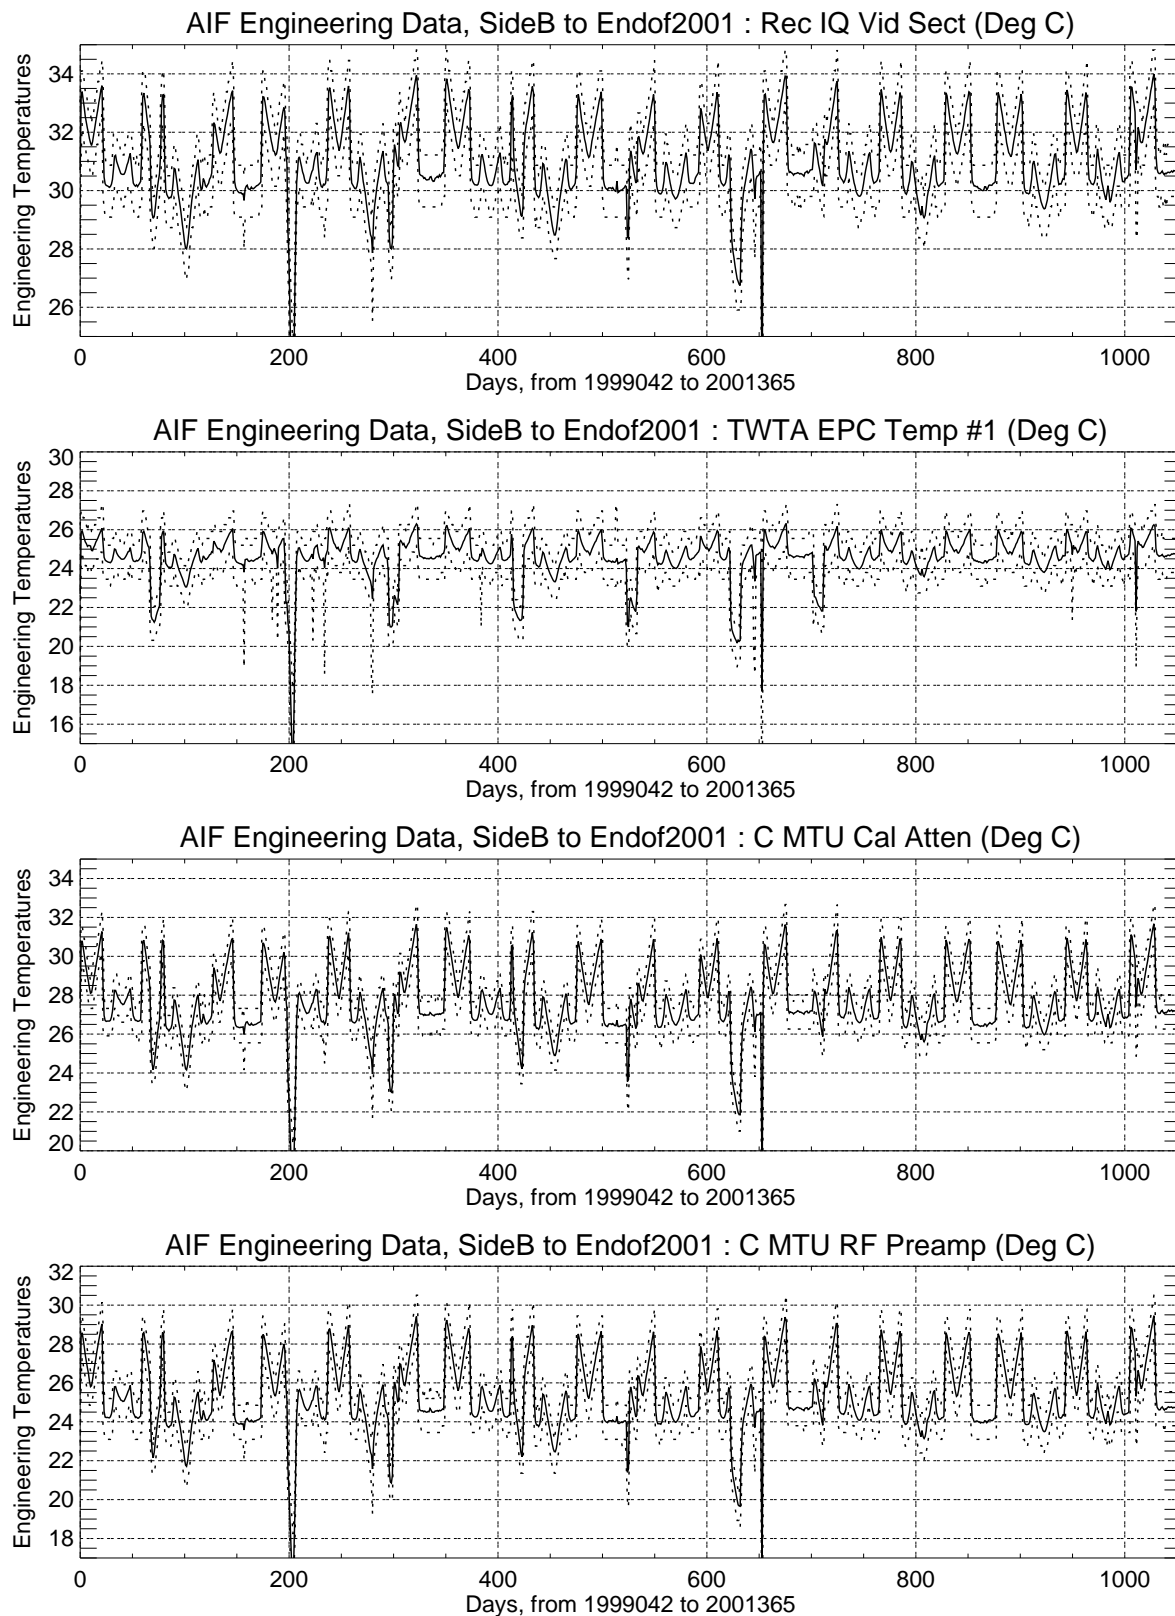 AIF Engineering Data, SideB to Endof2001 : Rec IQ Vid Sect (Deg C)
Engineering Temperatures
34
32
30
28
26
0 200 400 600 800 1000
Days, from 1999042 to 2001365
AIF Engineering Data, SideB to Endof2001 : TWTA EPC Temp #1 (Deg C)
Engineering Temperatures
30
28
26
24
22
20
18
16
0 200 400 600 800 1000
Days, from 1999042 to 2001365
AIF Engineering Data, SideB to Endof2001 : C MTU Cal Atten (Deg C)
Engineering Temperatures
34
32
30
28
26
24
22
20
0 200 400 600 800 1000
Days, from 1999042 to 2001365
AIF Engineering Data, SideB to Endof2001 : C MTU RF Preamp (Deg C)
Engineering Temperatures
32
30
28
26
24
22
20
18
0 200 400 600 800 1000
Days, from 1999042 to 2001365